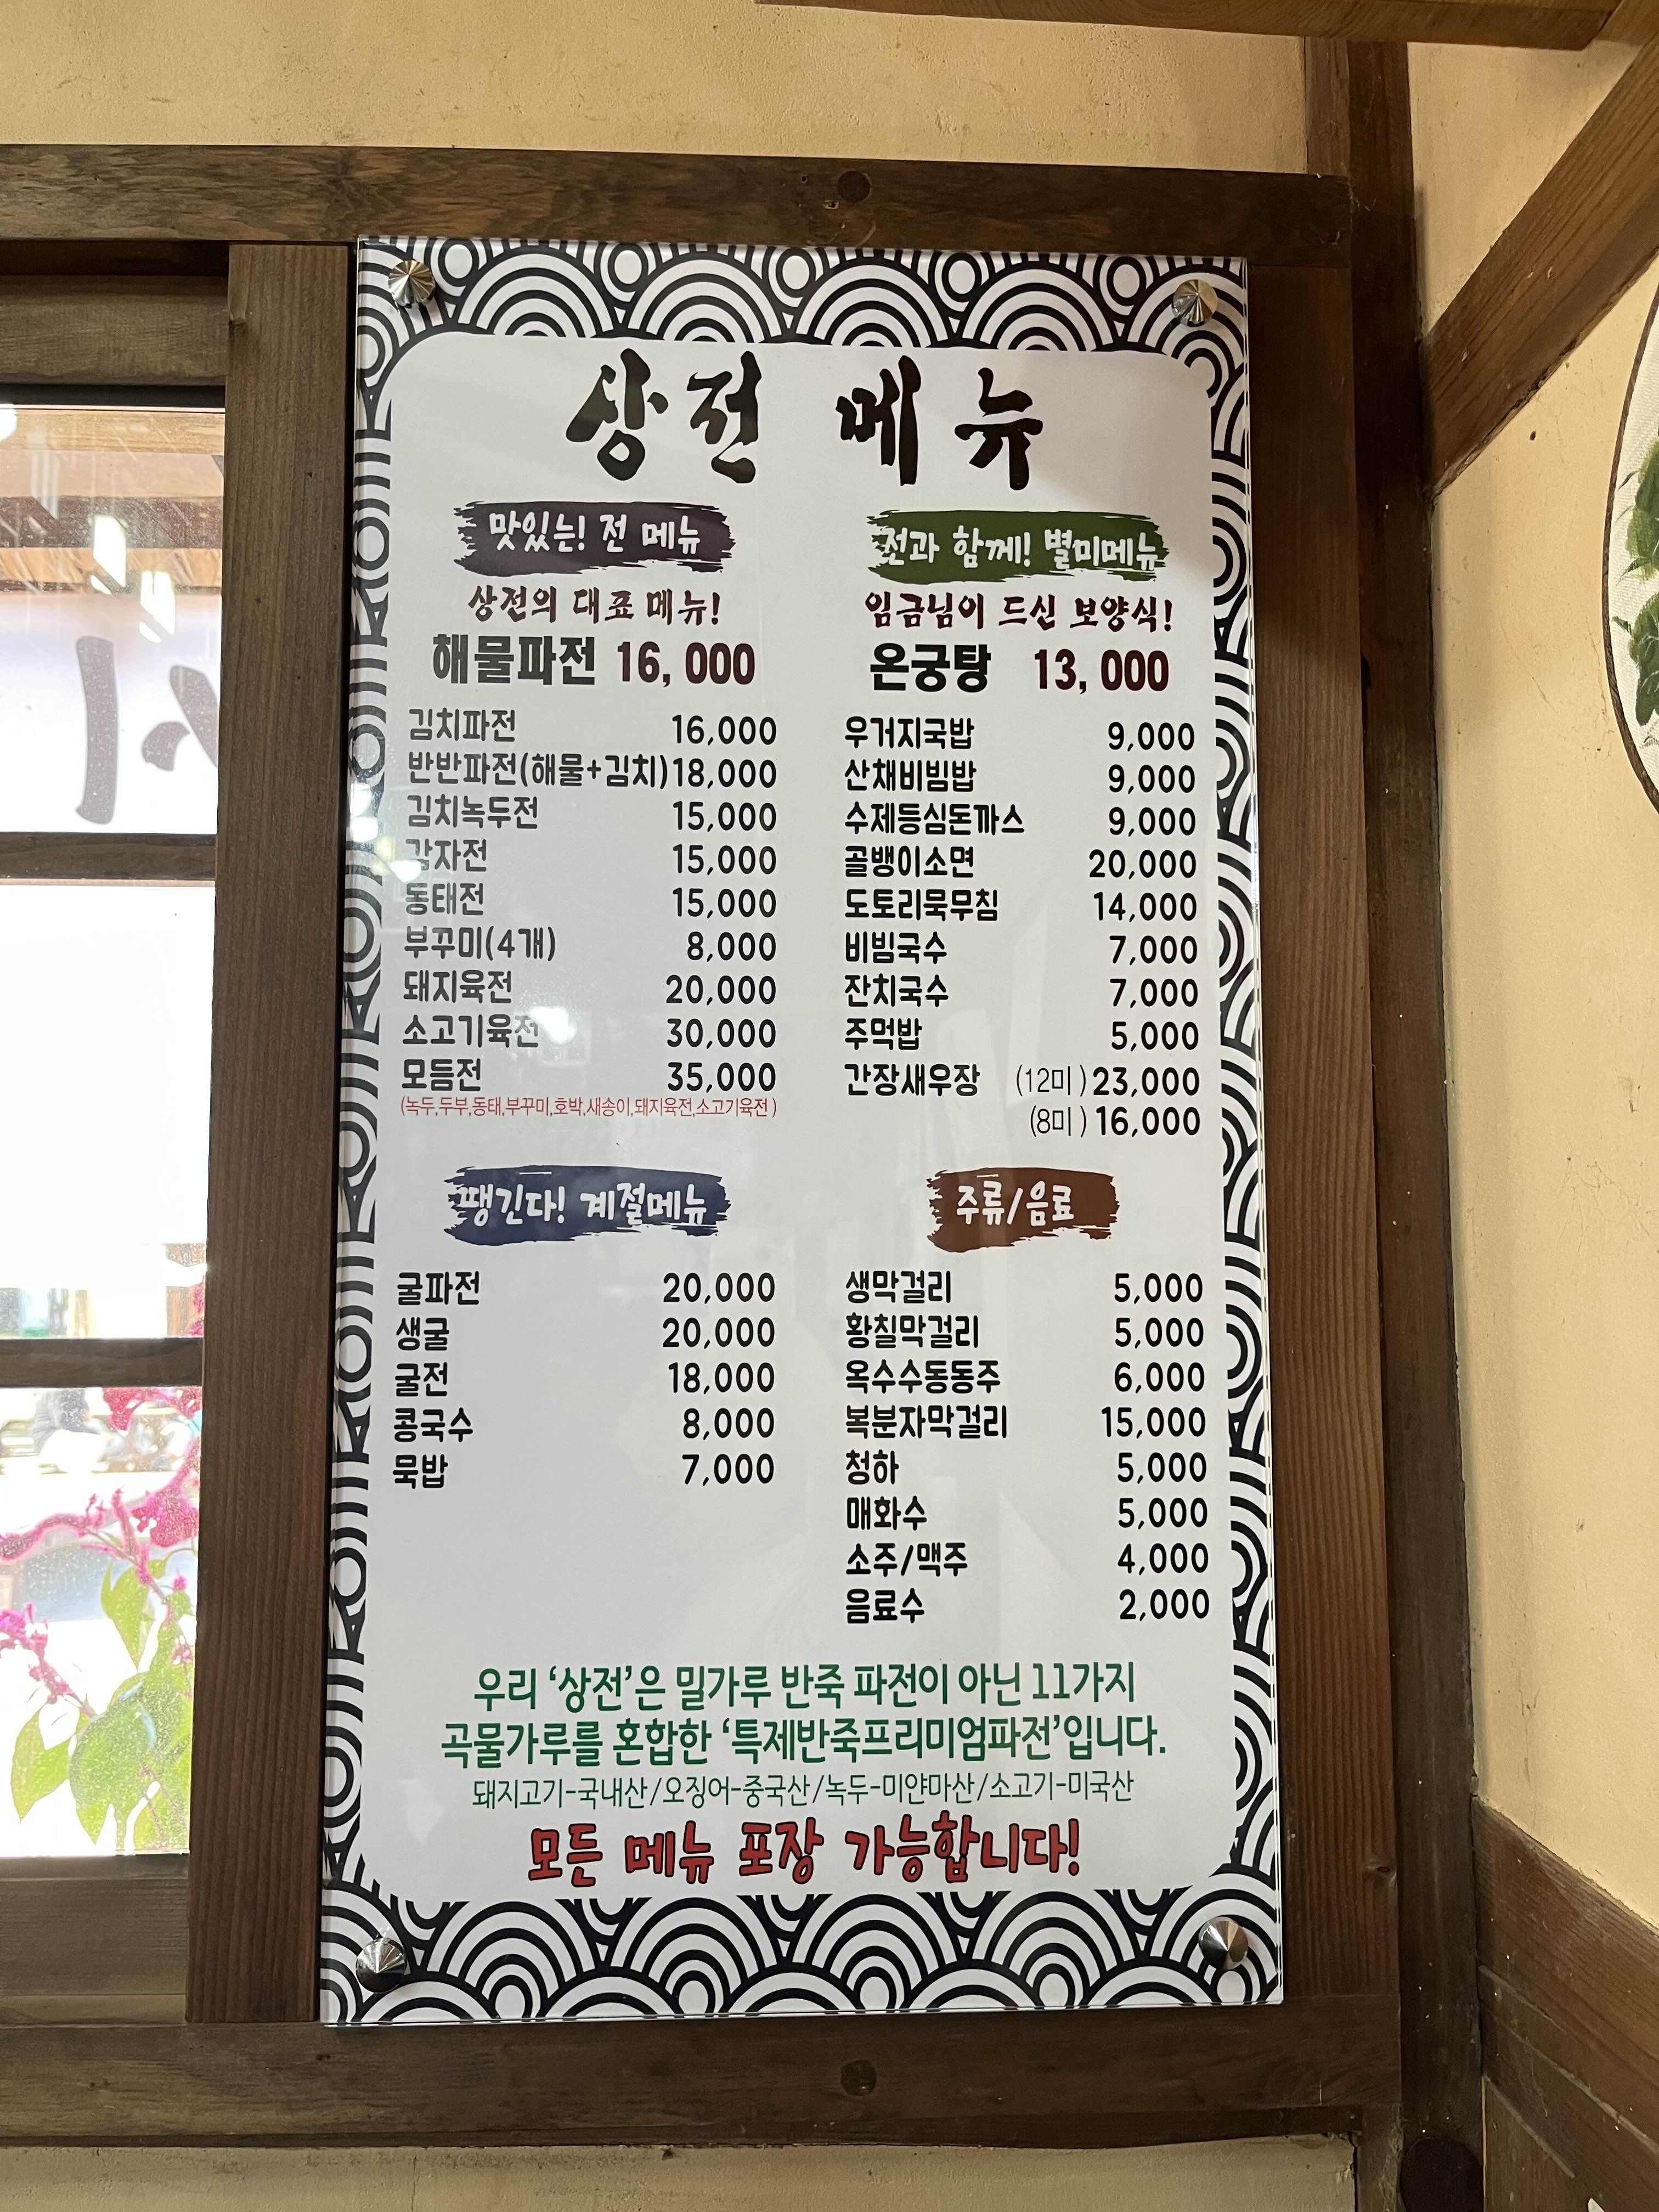 상전 메뉴
맛있는! 전 메뉴
상전의 대표 메뉴!
해물파전 16,000
김치파전 16,000
반반파전(해물+김치) 18,000
김치녹두전 15,000
감자전 15,000
동태전 15,000
부꾸미(4개) 8,000
돼지육전 20,000
소고기육전 30,000
모듬전 35,000
(녹두,두부,동태,부꾸미,호박,새송이,돼지육전,소고기육전)
전과 함께! 별미메뉴
임금님이 드신 보양식!
온궁탕 13,000
우거지국밥 9,000
산채비빔밥 9,000
수제등심돈까스 9,000
골뱅이소면 20,000
도토리묵무침 14,000
비빔국수 7,000
잔치국수 7,000
주먹밥 5,000
간장새우장 (12미) 23,000
(8미) 16,000
땡긴다! 계절메뉴
굴파전 20,000
생굴 20,000
굴전 18,000
콩국수 8,000
묵밥 7,000
주류/음료
생막걸리 5,000
황칠막걸리 5,000
옥수수동동주 6,000
복분자막걸리 15,000
청하 5,000
매화수 5,000
소주/맥주 4,000
음료수 2,000
우리 ‘상전’은 밀가루 반죽 파전이 아닌 11가지
곡물가루를 혼합한 ‘특제반죽프리미엄파전’입니다.
돼지고기-국내산/오징어-중국산/녹두-미얀마산/소고기-미국산
모든 메뉴 포장 가능합니다!